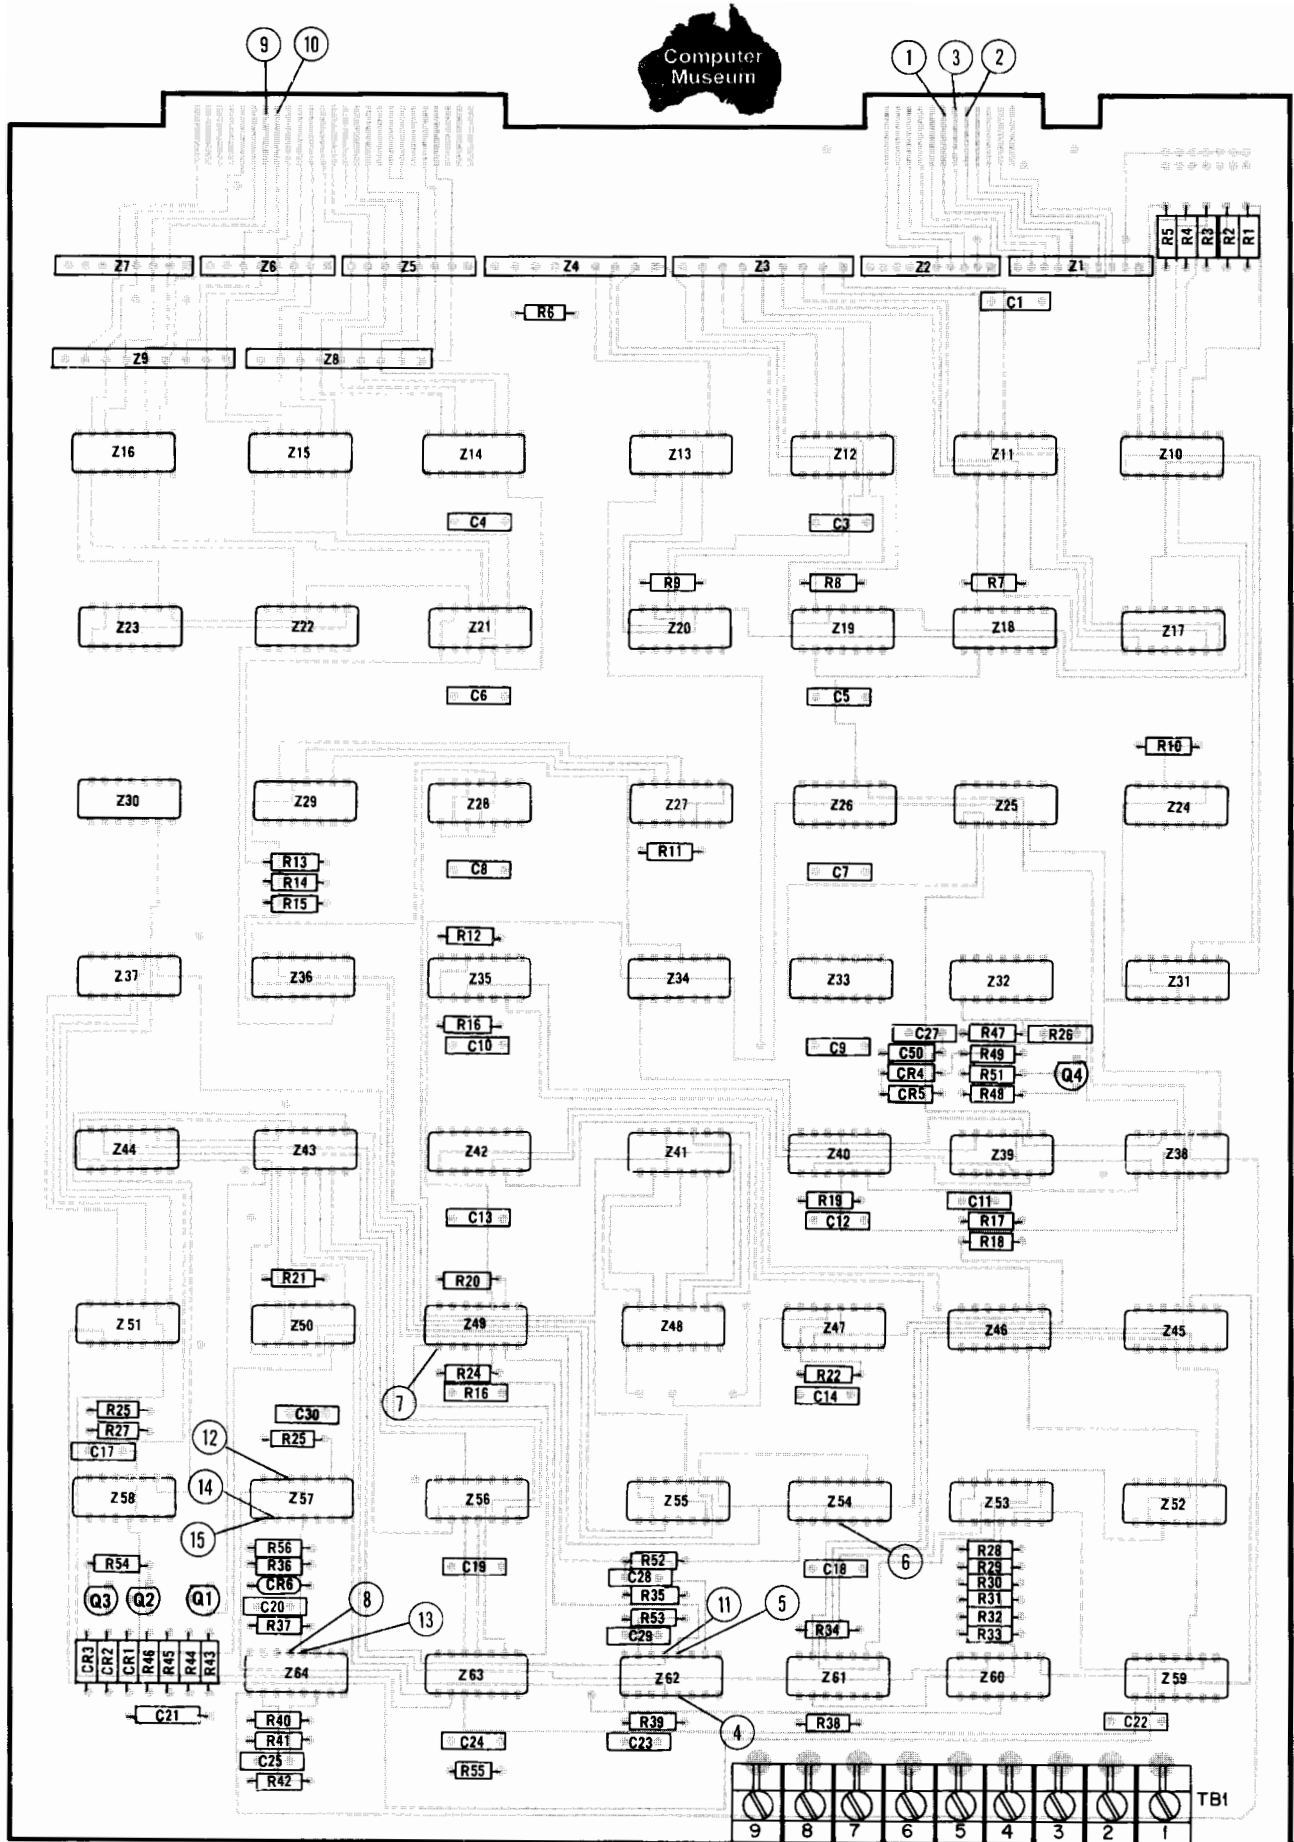 9 10
Computer
Museum
1 3 2
R5 R4 R3 R2 R1
Z7 Z6 Z5 Z4 Z3 Z2 Z1
C1
R6
Z9 Z8
Z16 Z15 Z14 Z13 Z12 Z11 Z10
C4 C3
R9 R8 R7
Z23 Z22 Z21 Z20 Z19 Z18 Z17
C6 C5
R10
Z30 Z29 Z28 Z27 Z26 Z25 Z24
R13 R11
R14 C8 C7
R15
R12
Z37 Z36 Z35 Z34 Z33 Z32 Z31
R16 C27 R47 R26
C10 C9 C50 R49
CR4 R51 Q4
CR5 R48
Z44 Z43 Z42 Z41 Z40 Z39 Z38
R19 C11
C13 C12 R17
R18
R21 R20
Z51 Z50 Z49 Z48 Z47 Z46 Z45
R24 R22
7 R16 C14
R25 C30
R27 R25
C17 12
14 Z58 Z57 Z56 Z55 Z54 Z53 Z52
15
R56 R52 6 R28
R54 R36 C19 C28 C18 R29
CR6 R35 R30
Q3 Q2 Q1 C20 8 11 5 R31
R37 13 R53 R34 R32
C29 R33
CR3 CR2 CR1 R46 R45 R44 R43 Z64 Z63 Z62 Z61 Z60 Z59
C21 R40 R39 4 R38 C22
R41 C24 C23
C25
R42 R55
TB1
9 8 7 6 5 4 3 2 1